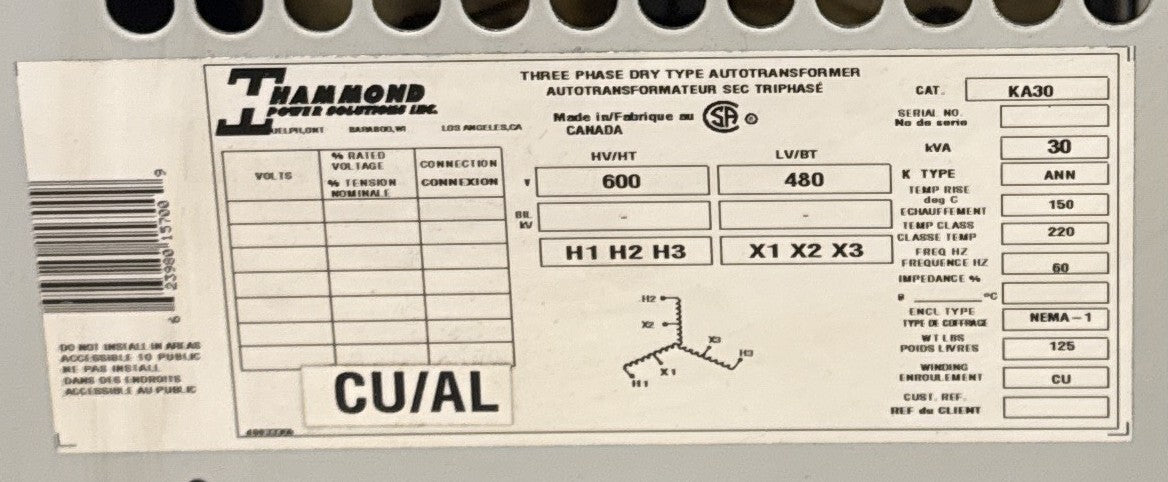 HAMMOND
POWER SOLUTIONS INC.
BARABOO,WI LOS ANGELES,CA
THREE PHASE DRY TYPE AUTOTRANSFORMER
AUTOTRANSFORMATEUR SEC TRIPHASÉ
Made in/Fabrique au
CANADA
SA ®
CAT. KA30
SERIAL NO.
No de serie
kVA 30
K TYPE ANN
TEMP RISE
deg C
ECHAUFFEMENT 150
TEMP CLASS
CLASSE TEMP 220
FREQ HZ
FREQUENCE HZ 60
IMPEDANCE %
@ °C
ENCL TYPE
TYPE DE COFFRAGE NEMA-1
WT LBS
POIDS LIVRES 125
WINDING
ENROULEMENT CU
CUST. REF.
REF du CLIENT
VOLTS
% RATED
VOLTAGE
% TENSION
NOMINALE
CONNECTION
CONNEXION
HV/HT LV/BT
V 600 480
BIL
kV - -
H1 H2 H3 X1 X2 X3
H2
X2
X3
H3
X1
H1
CU/AL
6 23980 15700 9
DO NOT INSTALL IN AREAS
ACCESSIBLE TO PUBLIC
NE PAS INSTALL
DANS DES ENDROITS
ACCESSIBLE AU PUBLIC